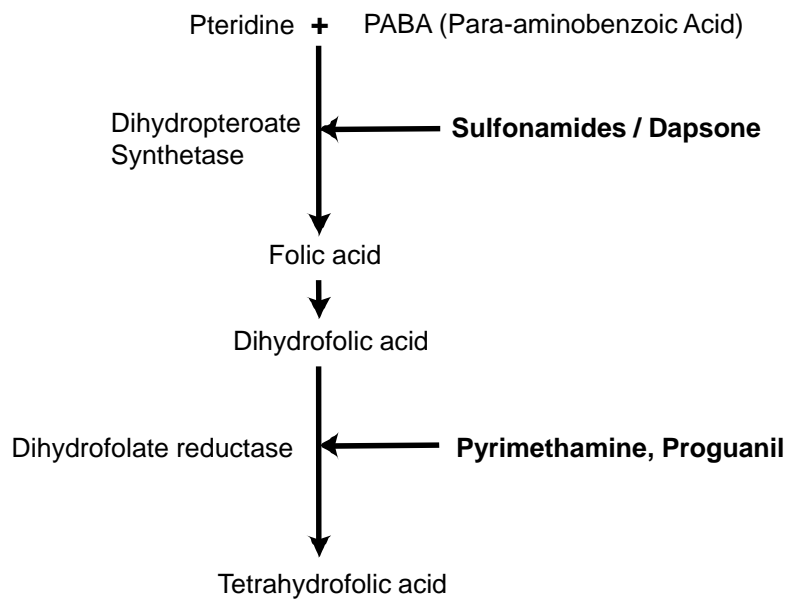 Pteridine + PABA (Para-aminobenzoic Acid)
Dihydropteroate
Synthetase
Sulfonamides / Dapsone
Folic acid
Dihydrofolic acid
Dihydrofolate reductase
Pyrimethamine, Proguanil
Tetrahydrofolic acid